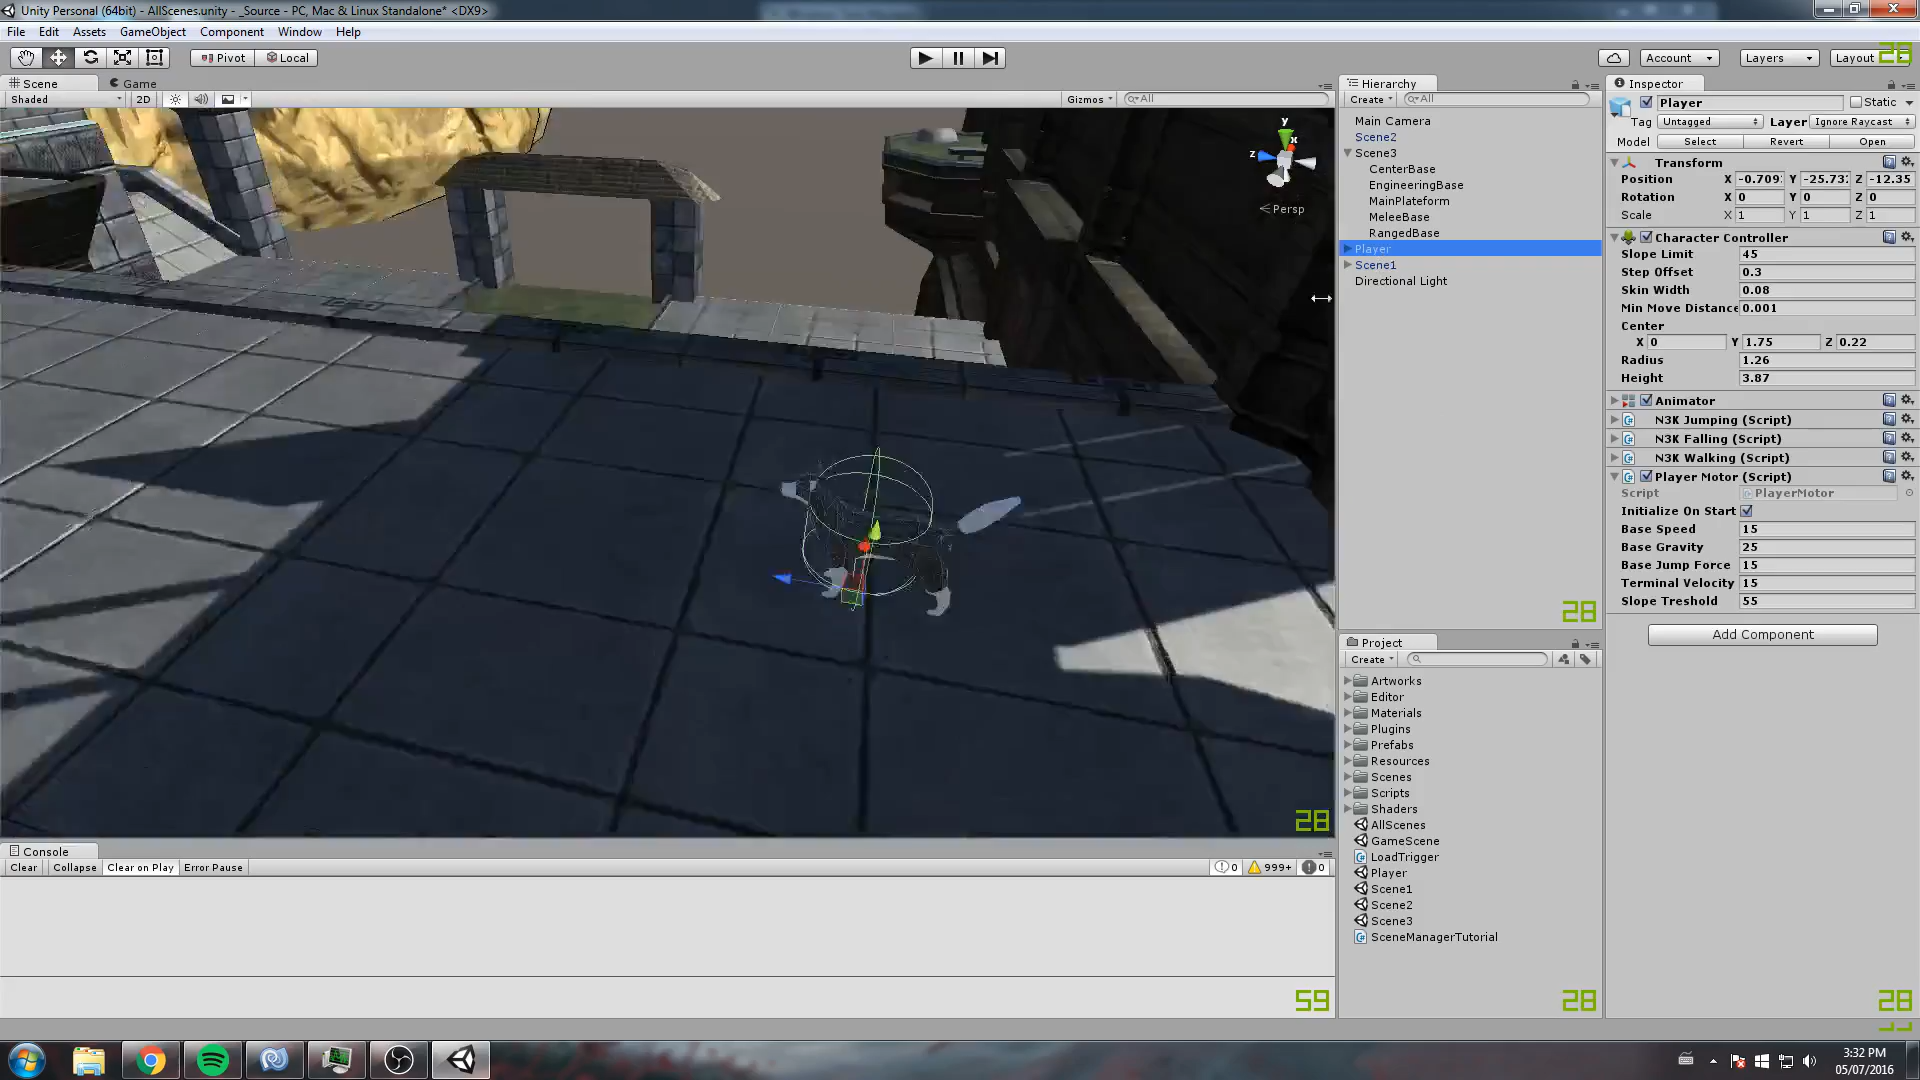 Unity Personal (64bit) - AllScenes.unity - _Source - PC, Mac & Linux Standalone* <DX9>
File Edit Assets GameObject Component Window Help
Pivot Local Account Layers Layout 28
Scene Game
Shaded 2D Gizmos All
y x z
Persp
28
Console
Clear Collapse Clear on Play Error Pause 0 999+ 0
59
Hierarchy
Create All
Main Camera
Scene2
Scene3
CenterBase
EngineeringBase
MainPlateform
MeleeBase
RangedBase
Player
Scene1
Directional Light
28
Project
Create
Artworks
Editor
Materials
Plugins
Prefabs
Resources
Scenes
Scripts
Shaders
AllScenes
GameScene
LoadTrigger
Player
Scene1
Scene2
Scene3
SceneManagerTutorial
28
Inspector
Player Static
Tag Untagged Layer Ignore Raycast
Model Select Revert Open
Transform
Position X -0.709 Y -25.73 Z -12.35
Rotation X 0 Y 0 Z 0
Scale X 1 Y 1 Z 1
Character Controller
Slope Limit 45
Step Offset 0.3
Skin Width 0.08
Min Move Distance 0.001
Center
X 0 Y 1.75 Z 0.22
Radius 1.26
Height 3.87
Animator
N3K Jumping (Script)
N3K Falling (Script)
N3K Walking (Script)
Player Motor (Script)
Script PlayerMotor
Initialize On Start
Base Speed 15
Base Gravity 25
Base Jump Force 15
Terminal Velocity 15
Slope Treshold 55
Add Component
28
3:32 PM
05/07/2016